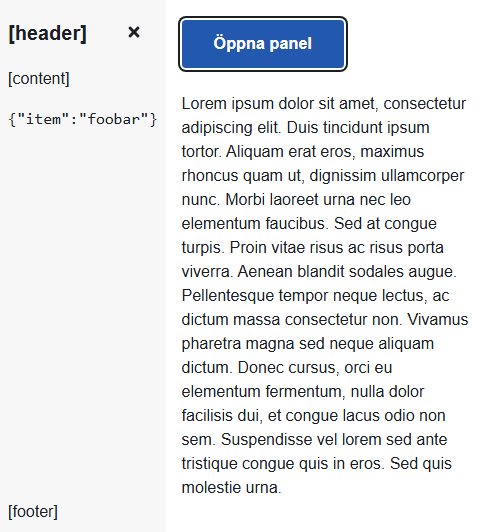 [header]
[content]
{"item":"foobar"}
[footer]
Öppna panel
Lorem ipsum dolor sit amet, consectetur
adipiscing elit. Duis tincidunt ipsum
tortor. Aliquam erat eros, maximus
rhoncus quam ut, dignissim ullamcorper
nunc. Morbi laoreet urna nec leo
elementum faucibus. Sed at congue
turpis. Proin vitae risus ac risus porta
viverra. Aenean blandit sodales augue.
Pellentesque tempor neque lectus, ac
dictum massa consectetur non. Vivamus
pharetra magna sed neque aliquam
dictum. Donec cursus, orci eu
elementum fermentum, nulla dolor
facilisis dui, et congue lacus odio non
sem. Suspendisse vel lorem sed ante
tristique congue quis in eros. Sed quis
molestie urna.